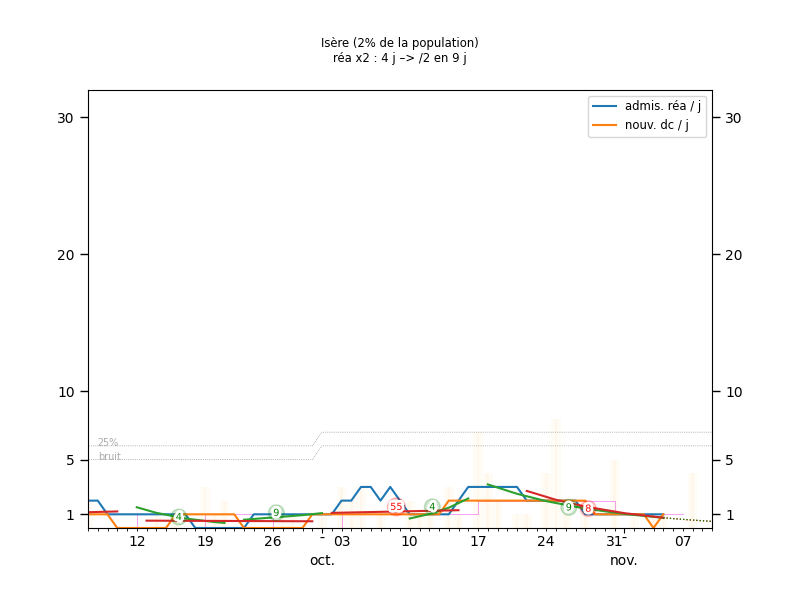 Isère (2% de la population)
réa x2 : 4 j –> /2 en 9 j
admis. réa / j
nouv. dc / j
30 30
20 20
10 10
25%
bruit
5 5
1 1
4 9 55 4 9 8
12 19 26 - 03 10 17 24 31- 07
oct. nov.